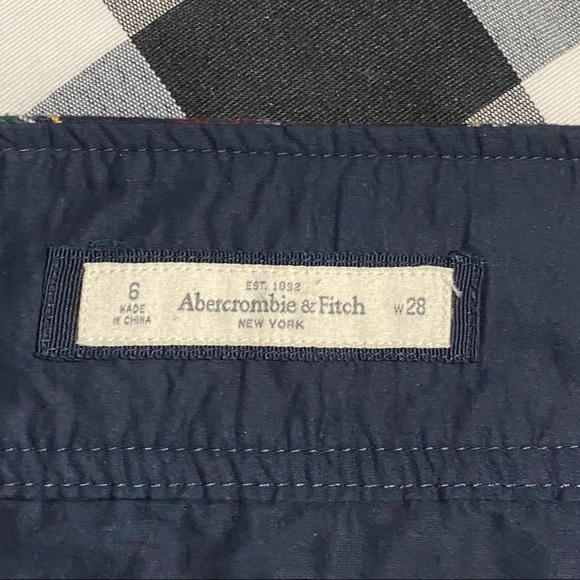 6
MADE
IN CHINA
EST. 1892
Abercrombie & Fitch
NEW YORK
W28